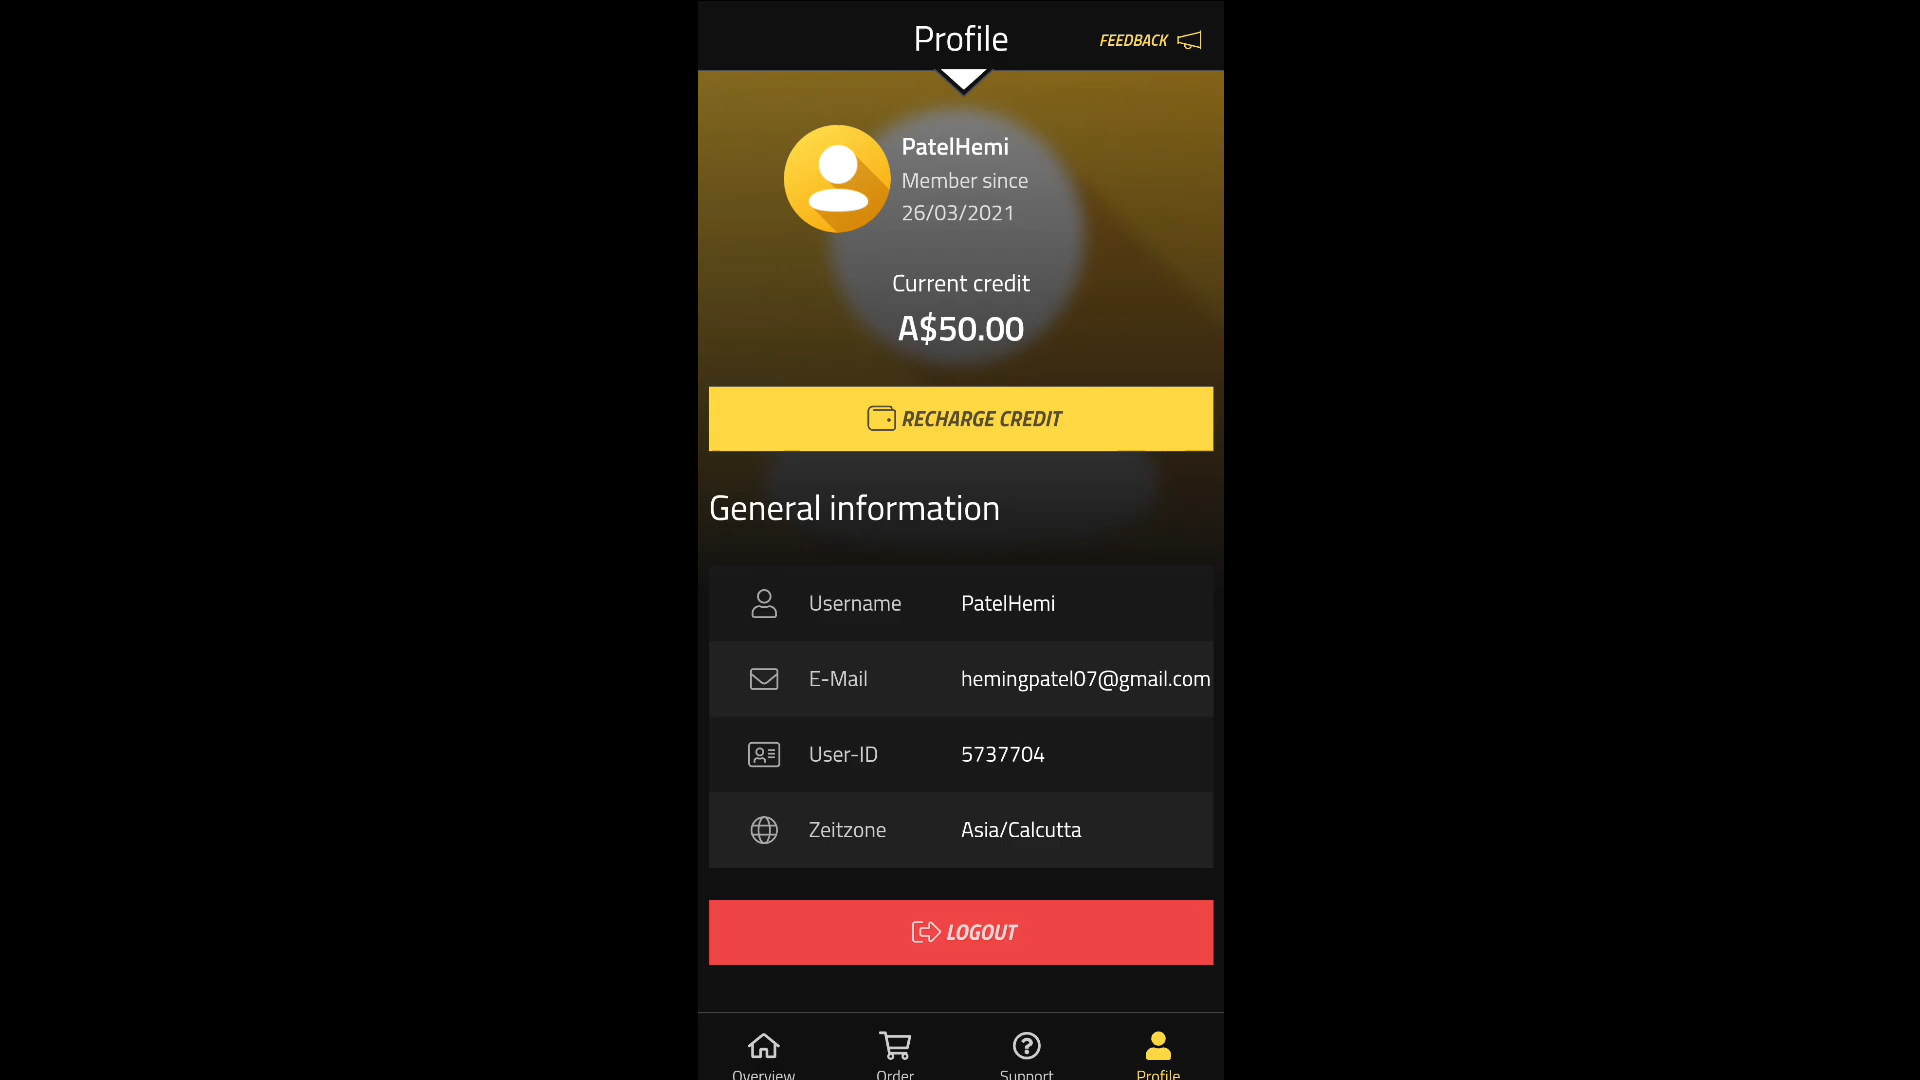 Profile
FEEDBACK
PatelHemi
Member since
26/03/2021
Current credit
A$50.00
RECHARGE CREDIT
General information
Username PatelHemi
E-Mail hemingpatel07@gmail.com
User-ID 5737704
Zeitzone Asia/Calcutta
LOGOUT
Overview Order Support Profile